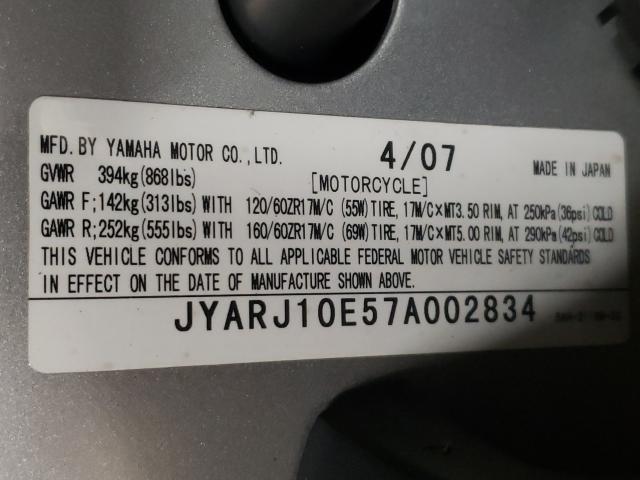 MFD. BY YAMAHA MOTOR CO., LTD. 4/07 MADE IN JAPAN
GVWR 394kg(868lbs) [MOTORCYCLE]
GAWR F;142kg(313lbs) WITH 120/60ZR17M/C (55W) TIRE, 17M/C×MT3.50 RIM, AT 250kPa(36psi) COLD
GAWR R;252kg(555lbs) WITH 160/60ZR17M/C (69W) TIRE, 17M/C×MT5.00 RIM, AT 290kPa(42psi) COLD
THIS VEHICLE CONFORMS TO ALL APPLICABLE FEDERAL MOTOR VEHICLE SAFETY STANDARDS
IN EFFECT ON THE DATE OF MANUFACTURE SHOWN ABOVE.
JYARJ10E57A002834